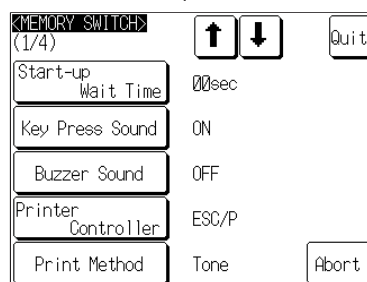 <MEMORY SWITCH>
(1/4)
Quit
Start-up
Wait Time
00sec
Key Press Sound
ON
Buzzer Sound
OFF
Printer
Controller
ESC/P
Print Method
Tone
Abort